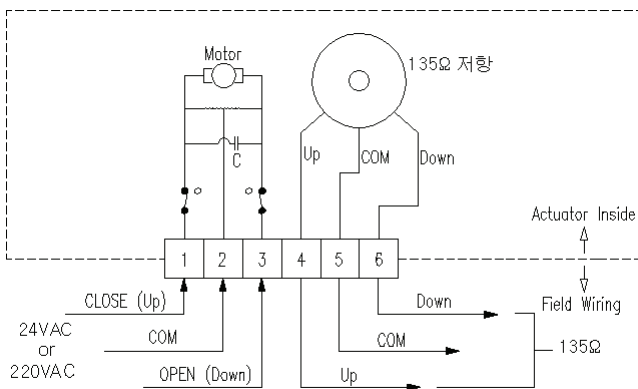 Motor
135Ω 저항
C
Up
COM
Down
Actuator Inside
1 2 3 4 5 6
CLOSE (Up)
Down
Field Wiring
24VAC
or
220VAC
COM
COM
135Ω
OPEN (Down)
Up